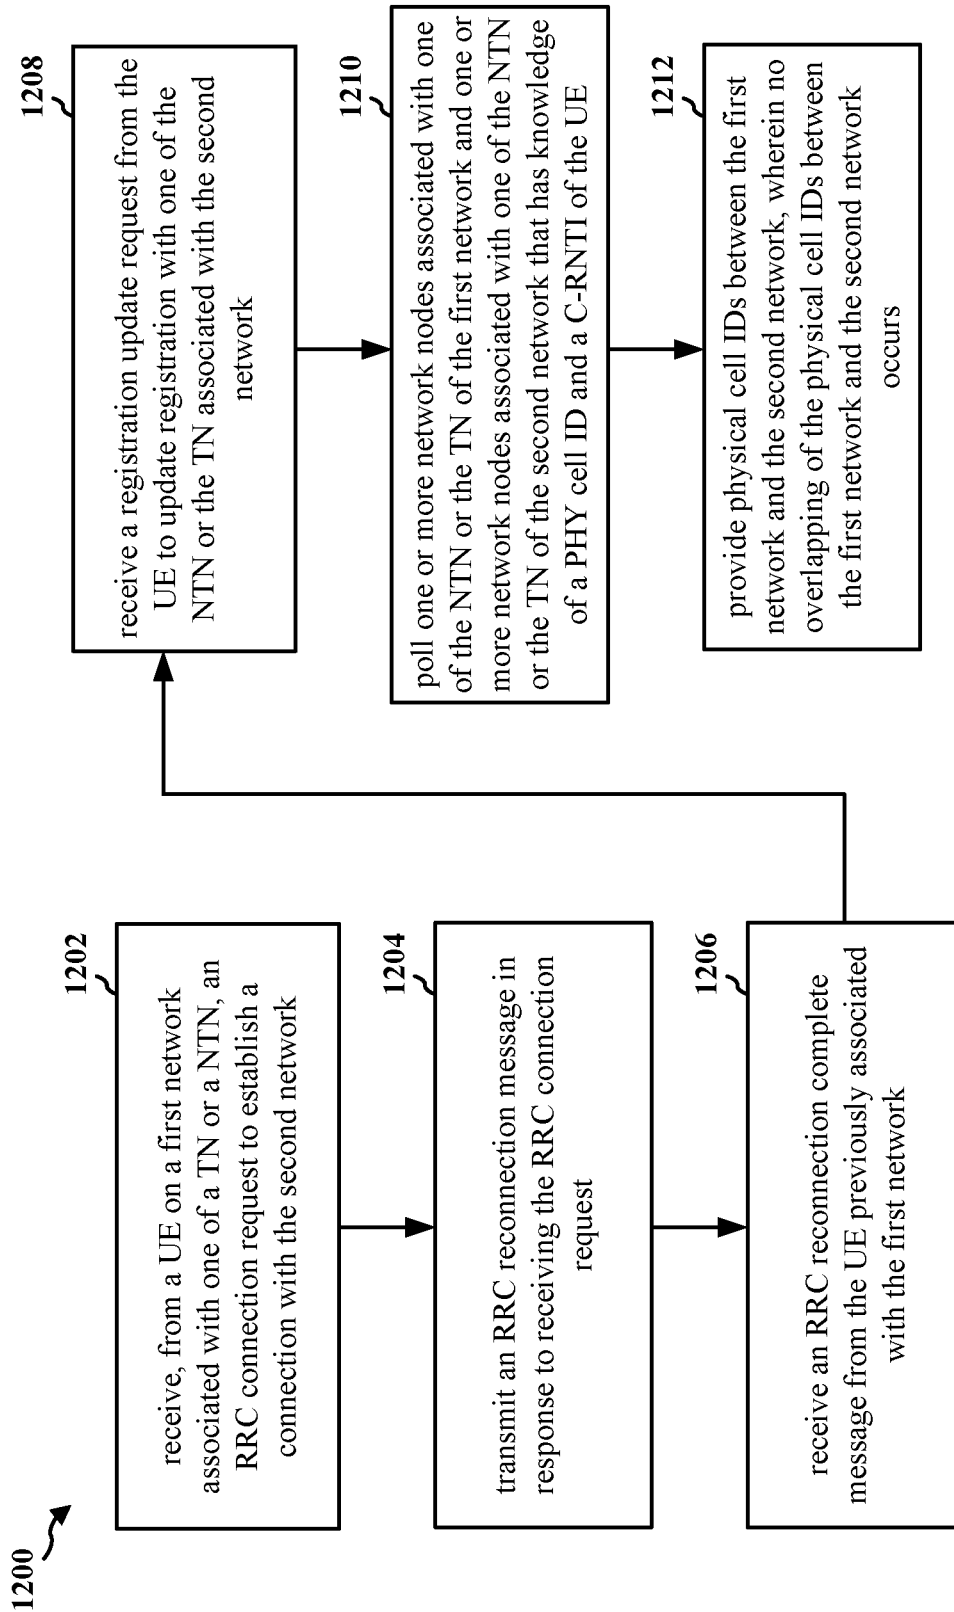 1200
1202
receive, from a UE on a first network
associated with one of a TN or a NTN, an
RRC connection request to establish a
connection with the second network
1204
transmit an RRC reconnection message in
response to receiving the RRC connection
request
1206
receive an RRC reconnection complete
message from the UE previously associated
with the first network
1208
receive a registration update request from the
UE to update registration with one of the
NTN or the TN associated with the second
network
1210
poll one or more network nodes associated with one
of the NTN or the TN of the first network and one or
more network nodes associated with one of the NTN
or the TN of the second network that has knowledge
of a PHY cell ID and a C-RNTI of the UE
1212
provide physical cell IDs between the first
network and the second network, wherein no
overlapping of the physical cell IDs between
the first network and the second network
occurs